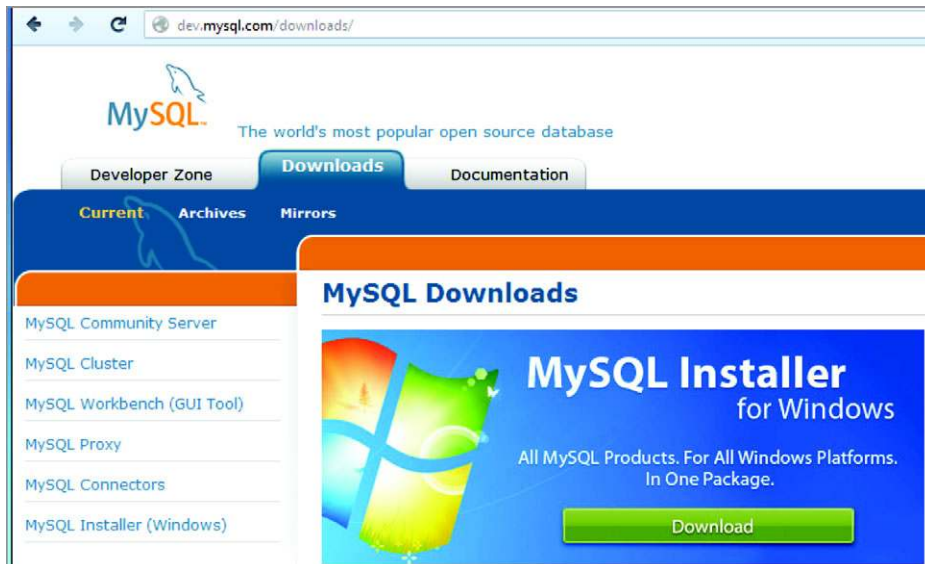 dev.mysql.com/downloads/
MySQL™
The world's most popular open source database
Developer Zone
Downloads
Documentation
Current
Archives
Mirrors
MySQL Community Server
MySQL Cluster
MySQL Workbench (GUI Tool)
MySQL Proxy
MySQL Connectors
MySQL Installer (Windows)
MySQL Downloads
MySQL Installer
for Windows
All MySQL Products. For All Windows Platforms.
In One Package.
Download